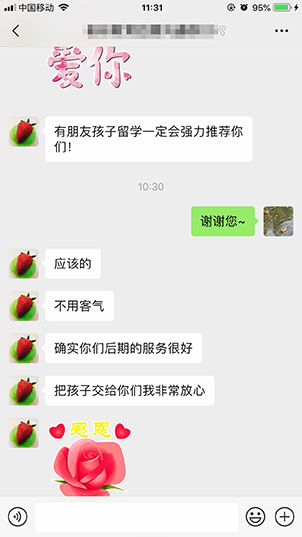 中国移动
11:31
95%
爱你
有朋友孩子留学一定会强力推荐你
们！
10:30
谢谢您~
应该的
不用客气
确实你们后期的服务很好
把孩子交给你们我非常放心
感恩